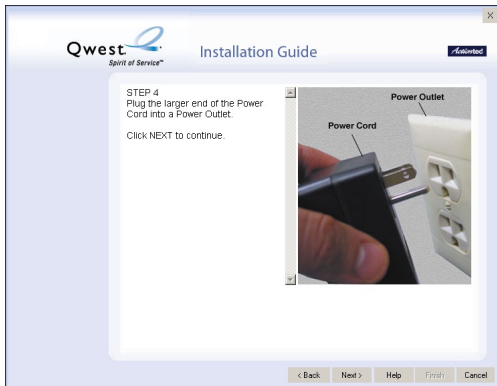 X
Qwest.
Spirit of Service™
Installation Guide
Actiontec
STEP 4
Plug the larger end of the Power
Cord into a Power Outlet.
Click NEXT to continue.
Power Outlet
Power Cord
< Back
Next >
Help
Finish
Cancel